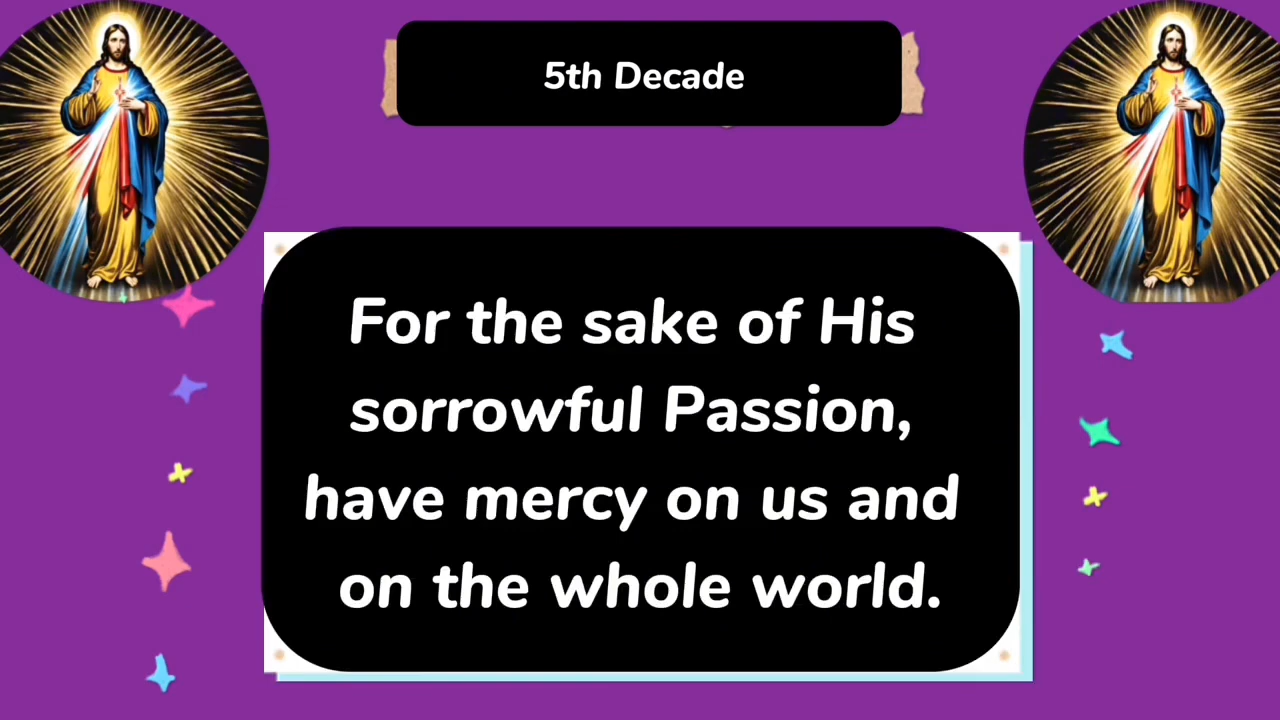 5th Decade
For the sake of His
sorrowful Passion,
have mercy on us and
on the whole world.